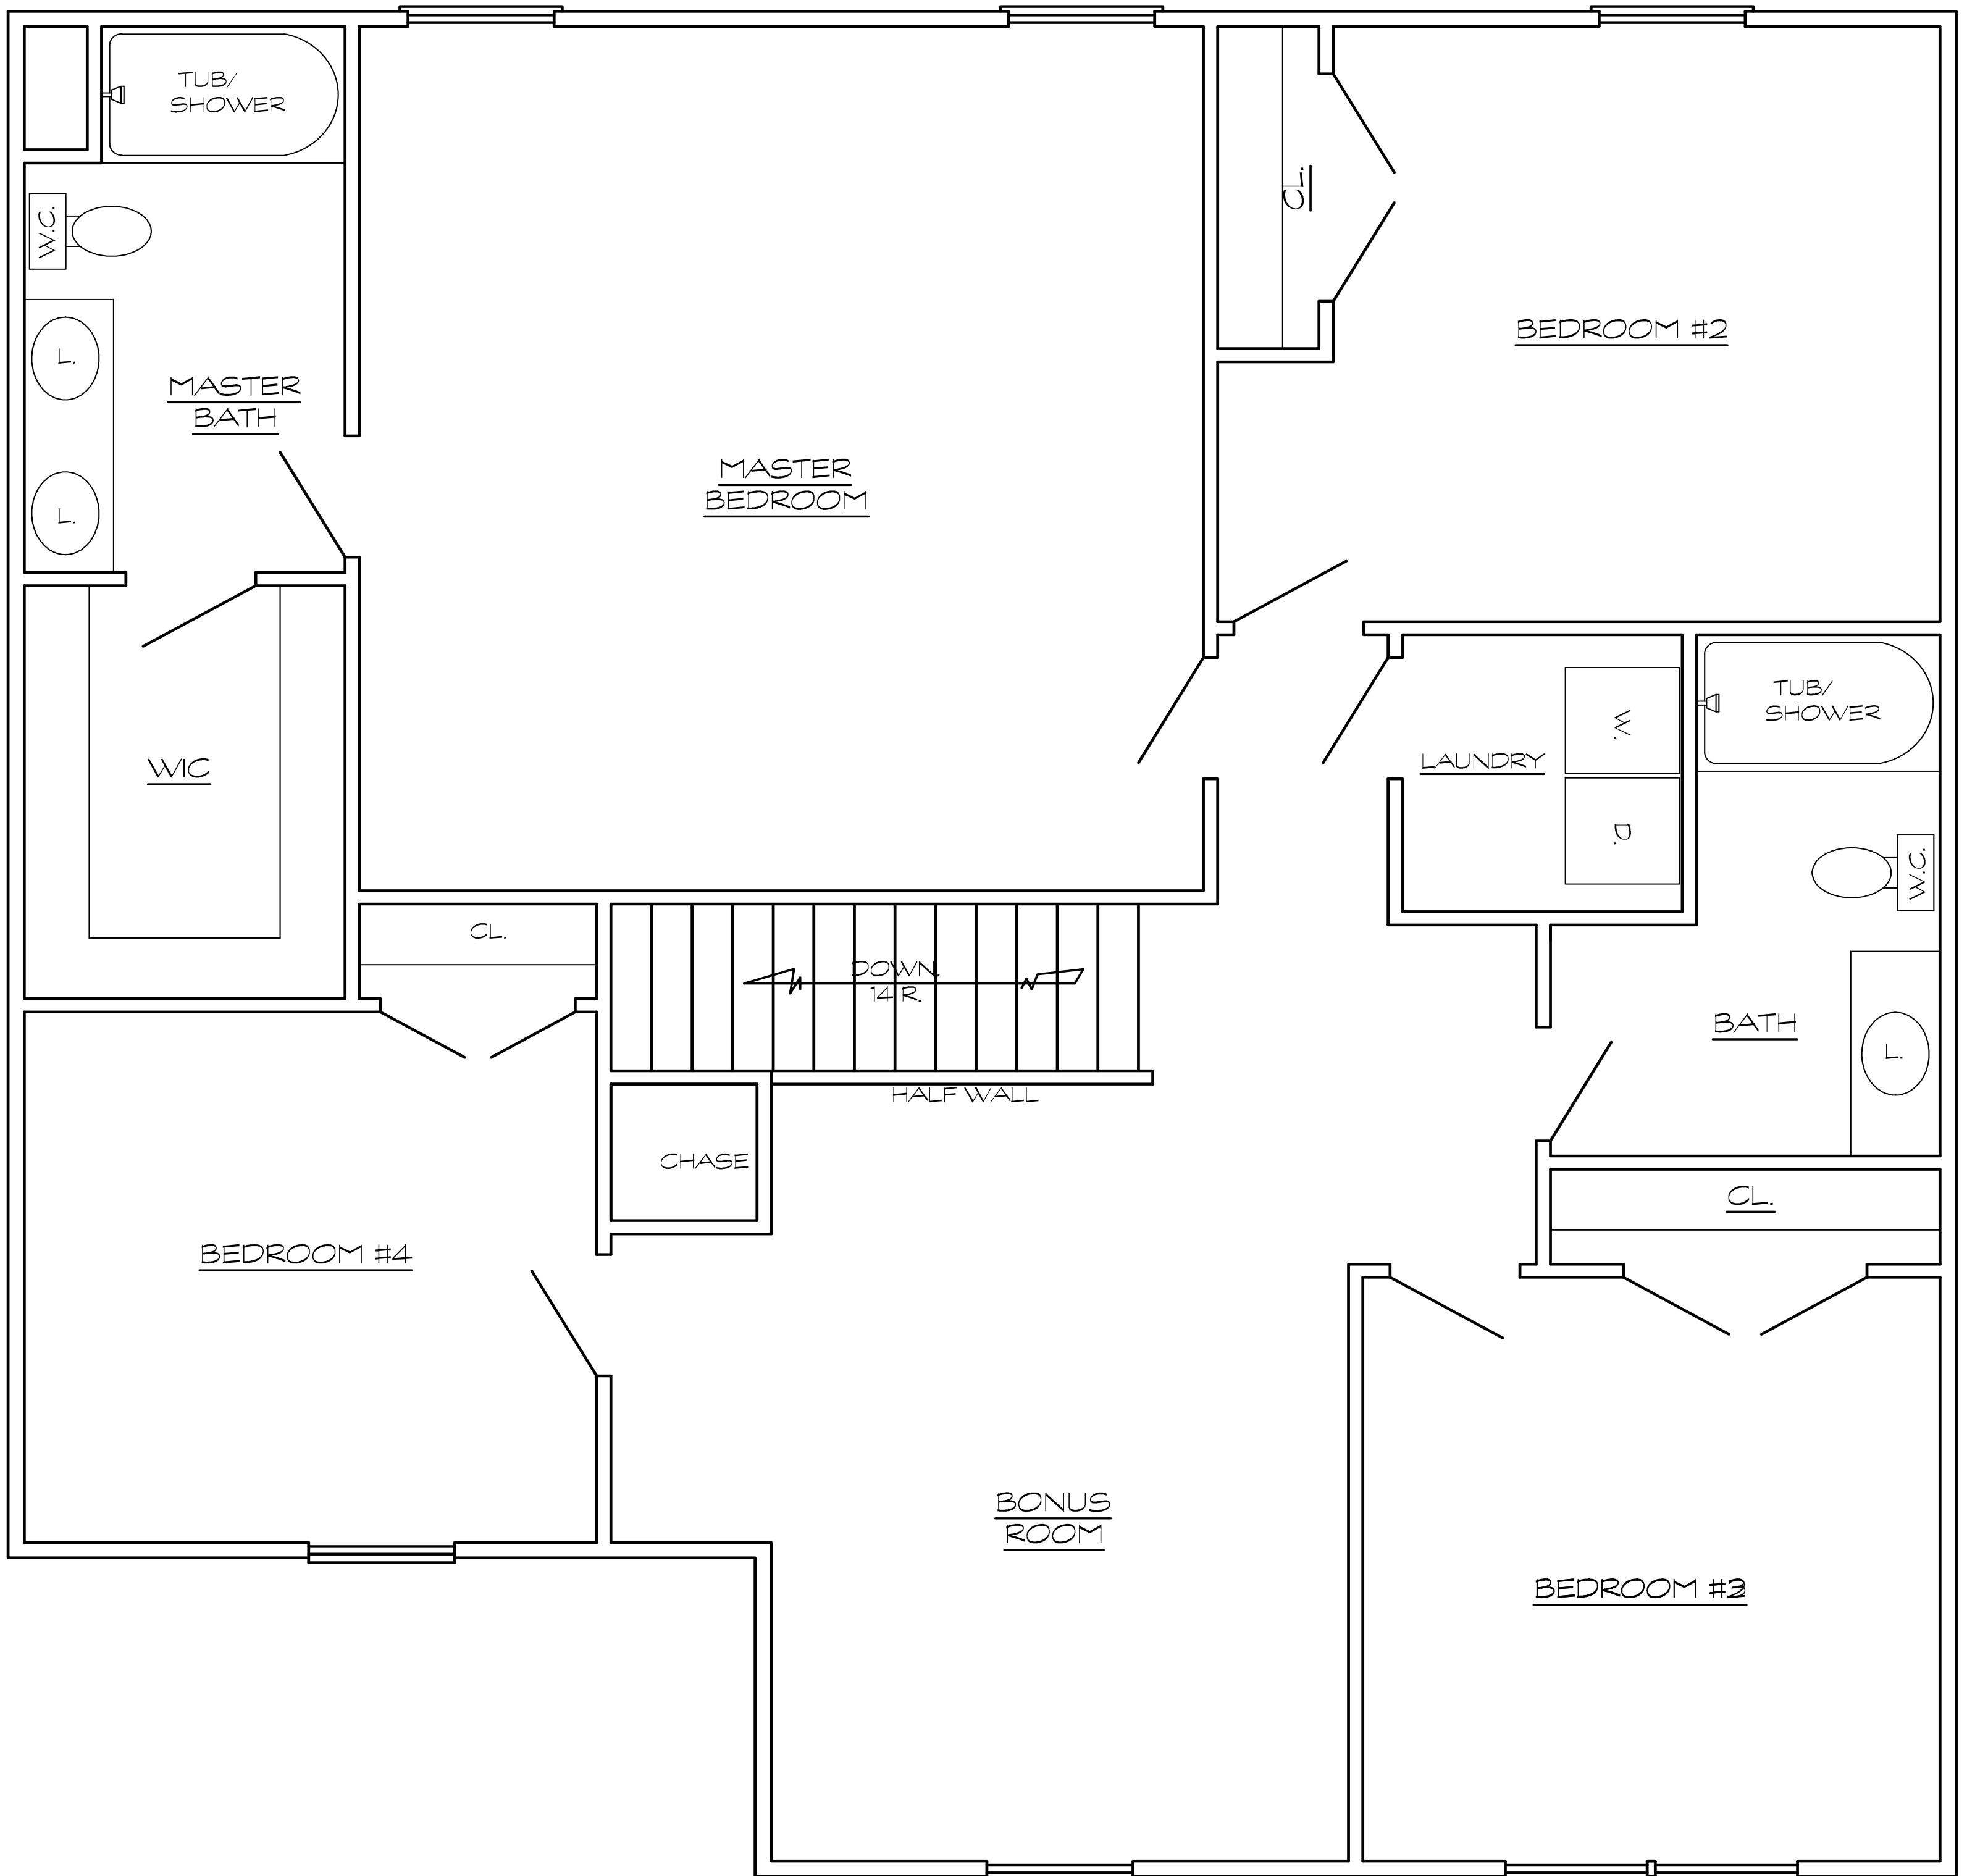 TUB/
SHOWER
W.C.
L.
MASTER
BATH
L.
WIC
MASTER
BEDROOM
CL.
BEDROOM #2
LAUNDRY
W.
D.
TUB/
SHOWER
W.C.
BATH
L.
CL.
CL.
DOWN.
14 R.
HALF WALL
CHASE
BEDROOM #4
BONUS
ROOM
BEDROOM #3